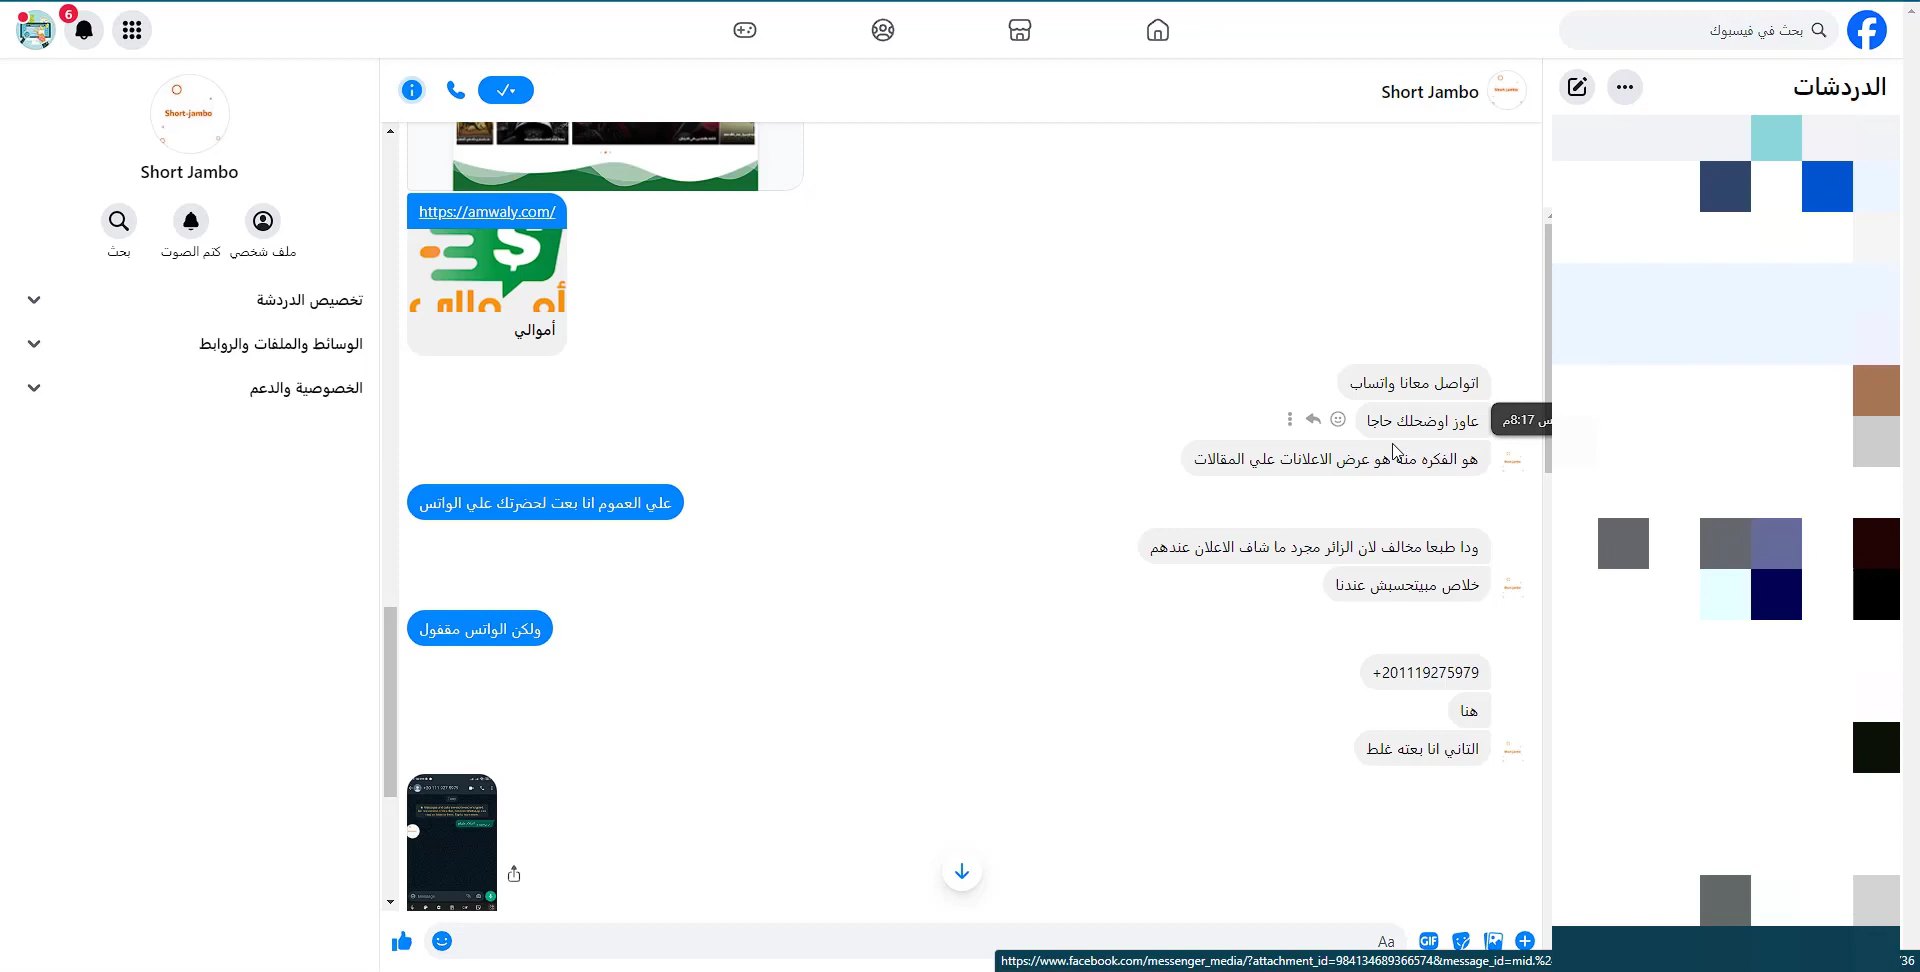 6
بحث في فيسبوك
الدردشات
Short Jambo
Short-jambo
Short Jambo
ملف شخصي
كتم الصوت
بحث
تخصيص الدردشة
الوسائط والملفات والروابط
الخصوصية والدعم
https://amwaly.com/
أموالي
اتواصل معانا واتساب
عاوز اوضحلك حاجا
8:17م
هو الفكره منه هو عرض الاعلانات علي المقالات
علي العموم انا بعت لحضرتك علي الواتس
ودا طبعا مخالف لان الزائر مجرد ما شاف الاعلان عندهم
خلاص مبيتحسبش عندنا
ولكن الواتس مقفول
+201119275979
هنا
التاني انا بعته غلط
Aa
GIF
https://www.facebook.com/messenger_media/?attachment_id=984134689366574&message_id=mid.%2